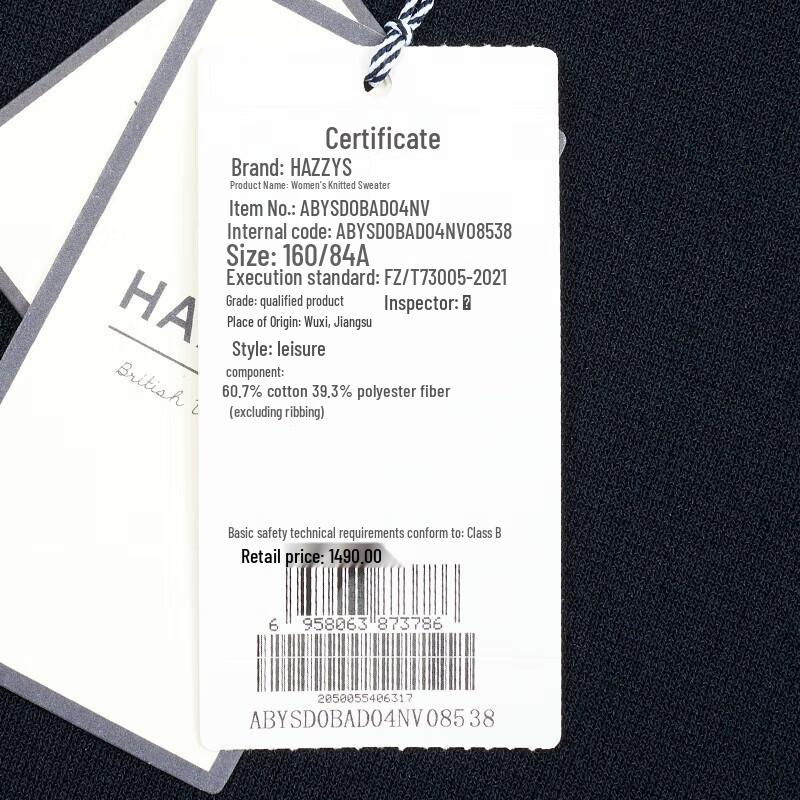 Certificate
Brand: HAZZYS
Product Name: Women's Knitted Sweater
Item No.: ABYSD0BAD04NV
Internal code: ABYSD0BAD04NV08538
Size: 160/84A
Execution standard: FZ/T73005-2021
Grade: qualified product
Inspector:
Place of Origin: Wuxi, Jiangsu
Style: leisure
component:
60.7% cotton 39.3% polyester fiber
(excluding ribbing)
Basic safety technical requirements conform to: Class B
Retail price: 1490.00
6 958063 873786
2050055406317
ABYSD0BAD04NV08538
HA
British